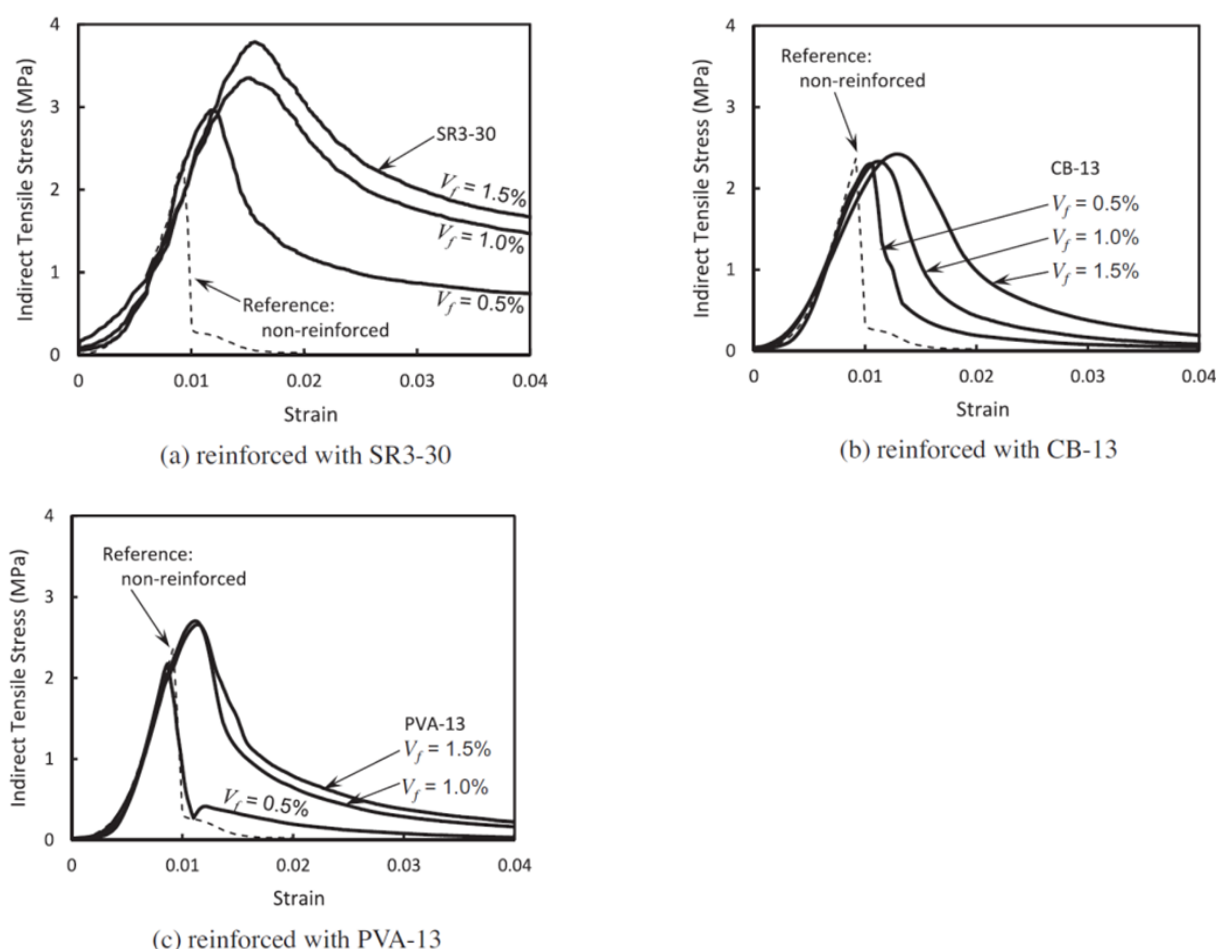 Indirect Tensile Stress (MPa)
4
3
2
1
0
SR3-30
V_f = 1.5%
V_f = 1.0%
V_f = 0.5%
Reference:
non-reinforced
0 0.01 0.02 0.03 0.04
Strain
(a) reinforced with SR3-30
Indirect Tensile Stress (MPa)
4
3
2
1
0
Reference:
non-reinforced
CB-13
V_f = 0.5%
V_f = 1.0%
V_f = 1.5%
0 0.01 0.02 0.03 0.04
Strain
(b) reinforced with CB-13
Indirect Tensile Stress (MPa)
4
3
2
1
0
Reference:
non-reinforced
PVA-13
V_f = 1.5%
V_f = 1.0%
V_f = 0.5%
0 0.01 0.02 0.03 0.04
Strain
(c) reinforced with PVA-13